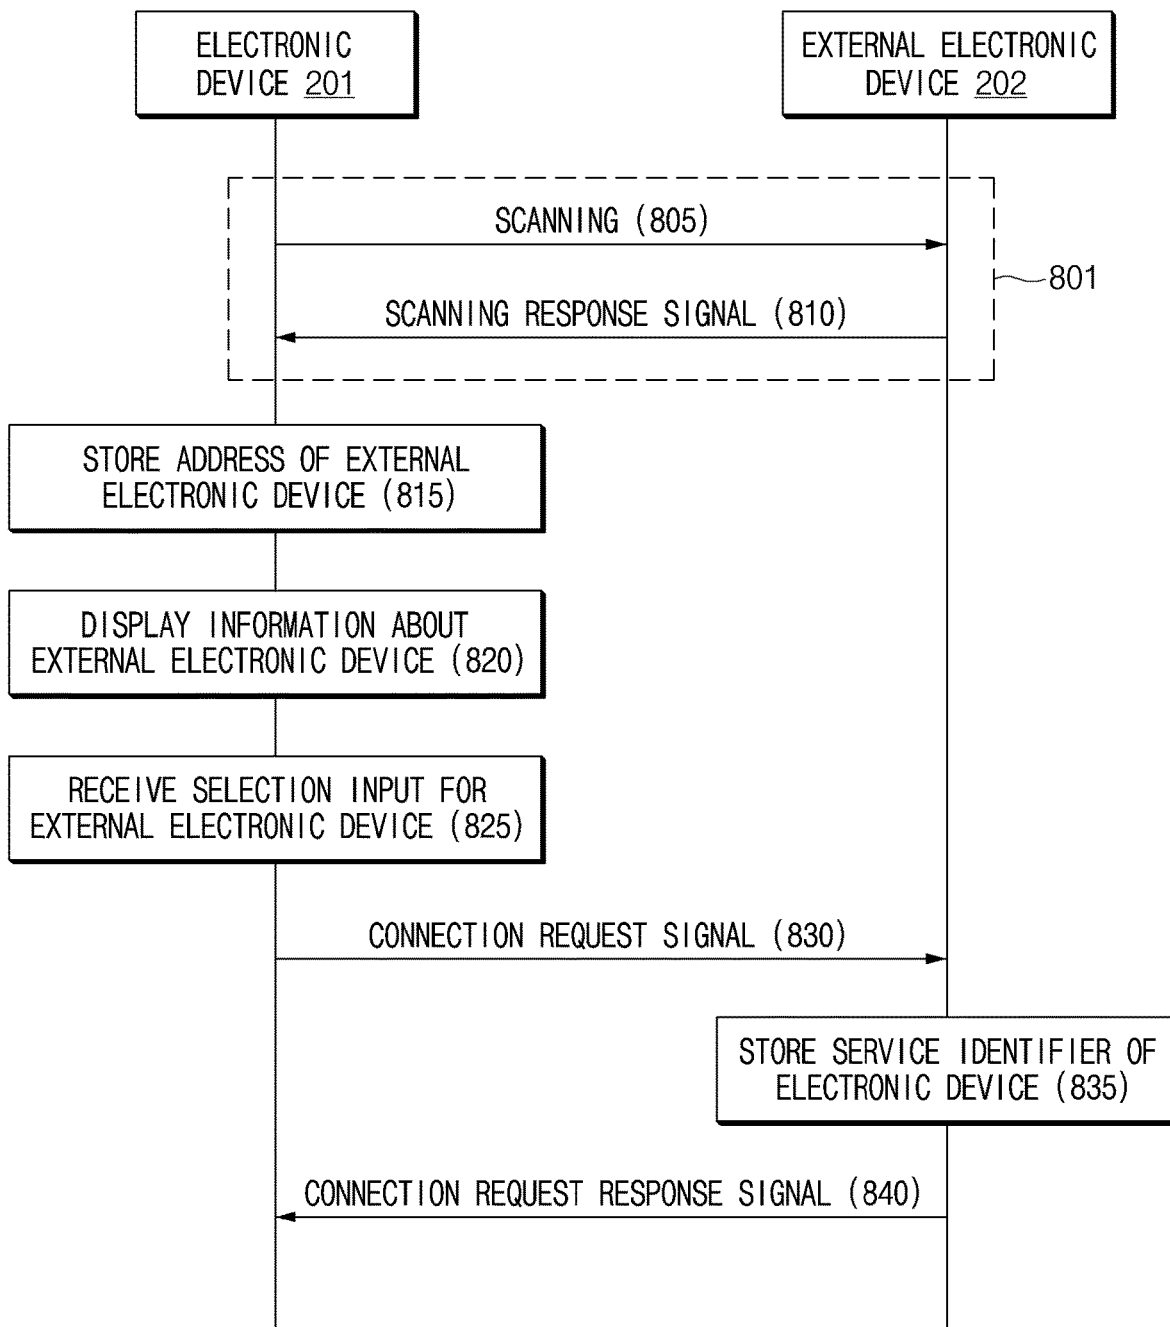 ELECTRONIC
DEVICE 201
EXTERNAL ELECTRONIC
DEVICE 202
SCANNING (805)
801
SCANNING RESPONSE SIGNAL (810)
STORE ADDRESS OF EXTERNAL
ELECTRONIC DEVICE (815)
DISPLAY INFORMATION ABOUT
EXTERNAL ELECTRONIC DEVICE (820)
RECEIVE SELECTION INPUT FOR
EXTERNAL ELECTRONIC DEVICE (825)
CONNECTION REQUEST SIGNAL (830)
STORE SERVICE IDENTIFIER OF
ELECTRONIC DEVICE (835)
CONNECTION REQUEST RESPONSE SIGNAL (840)